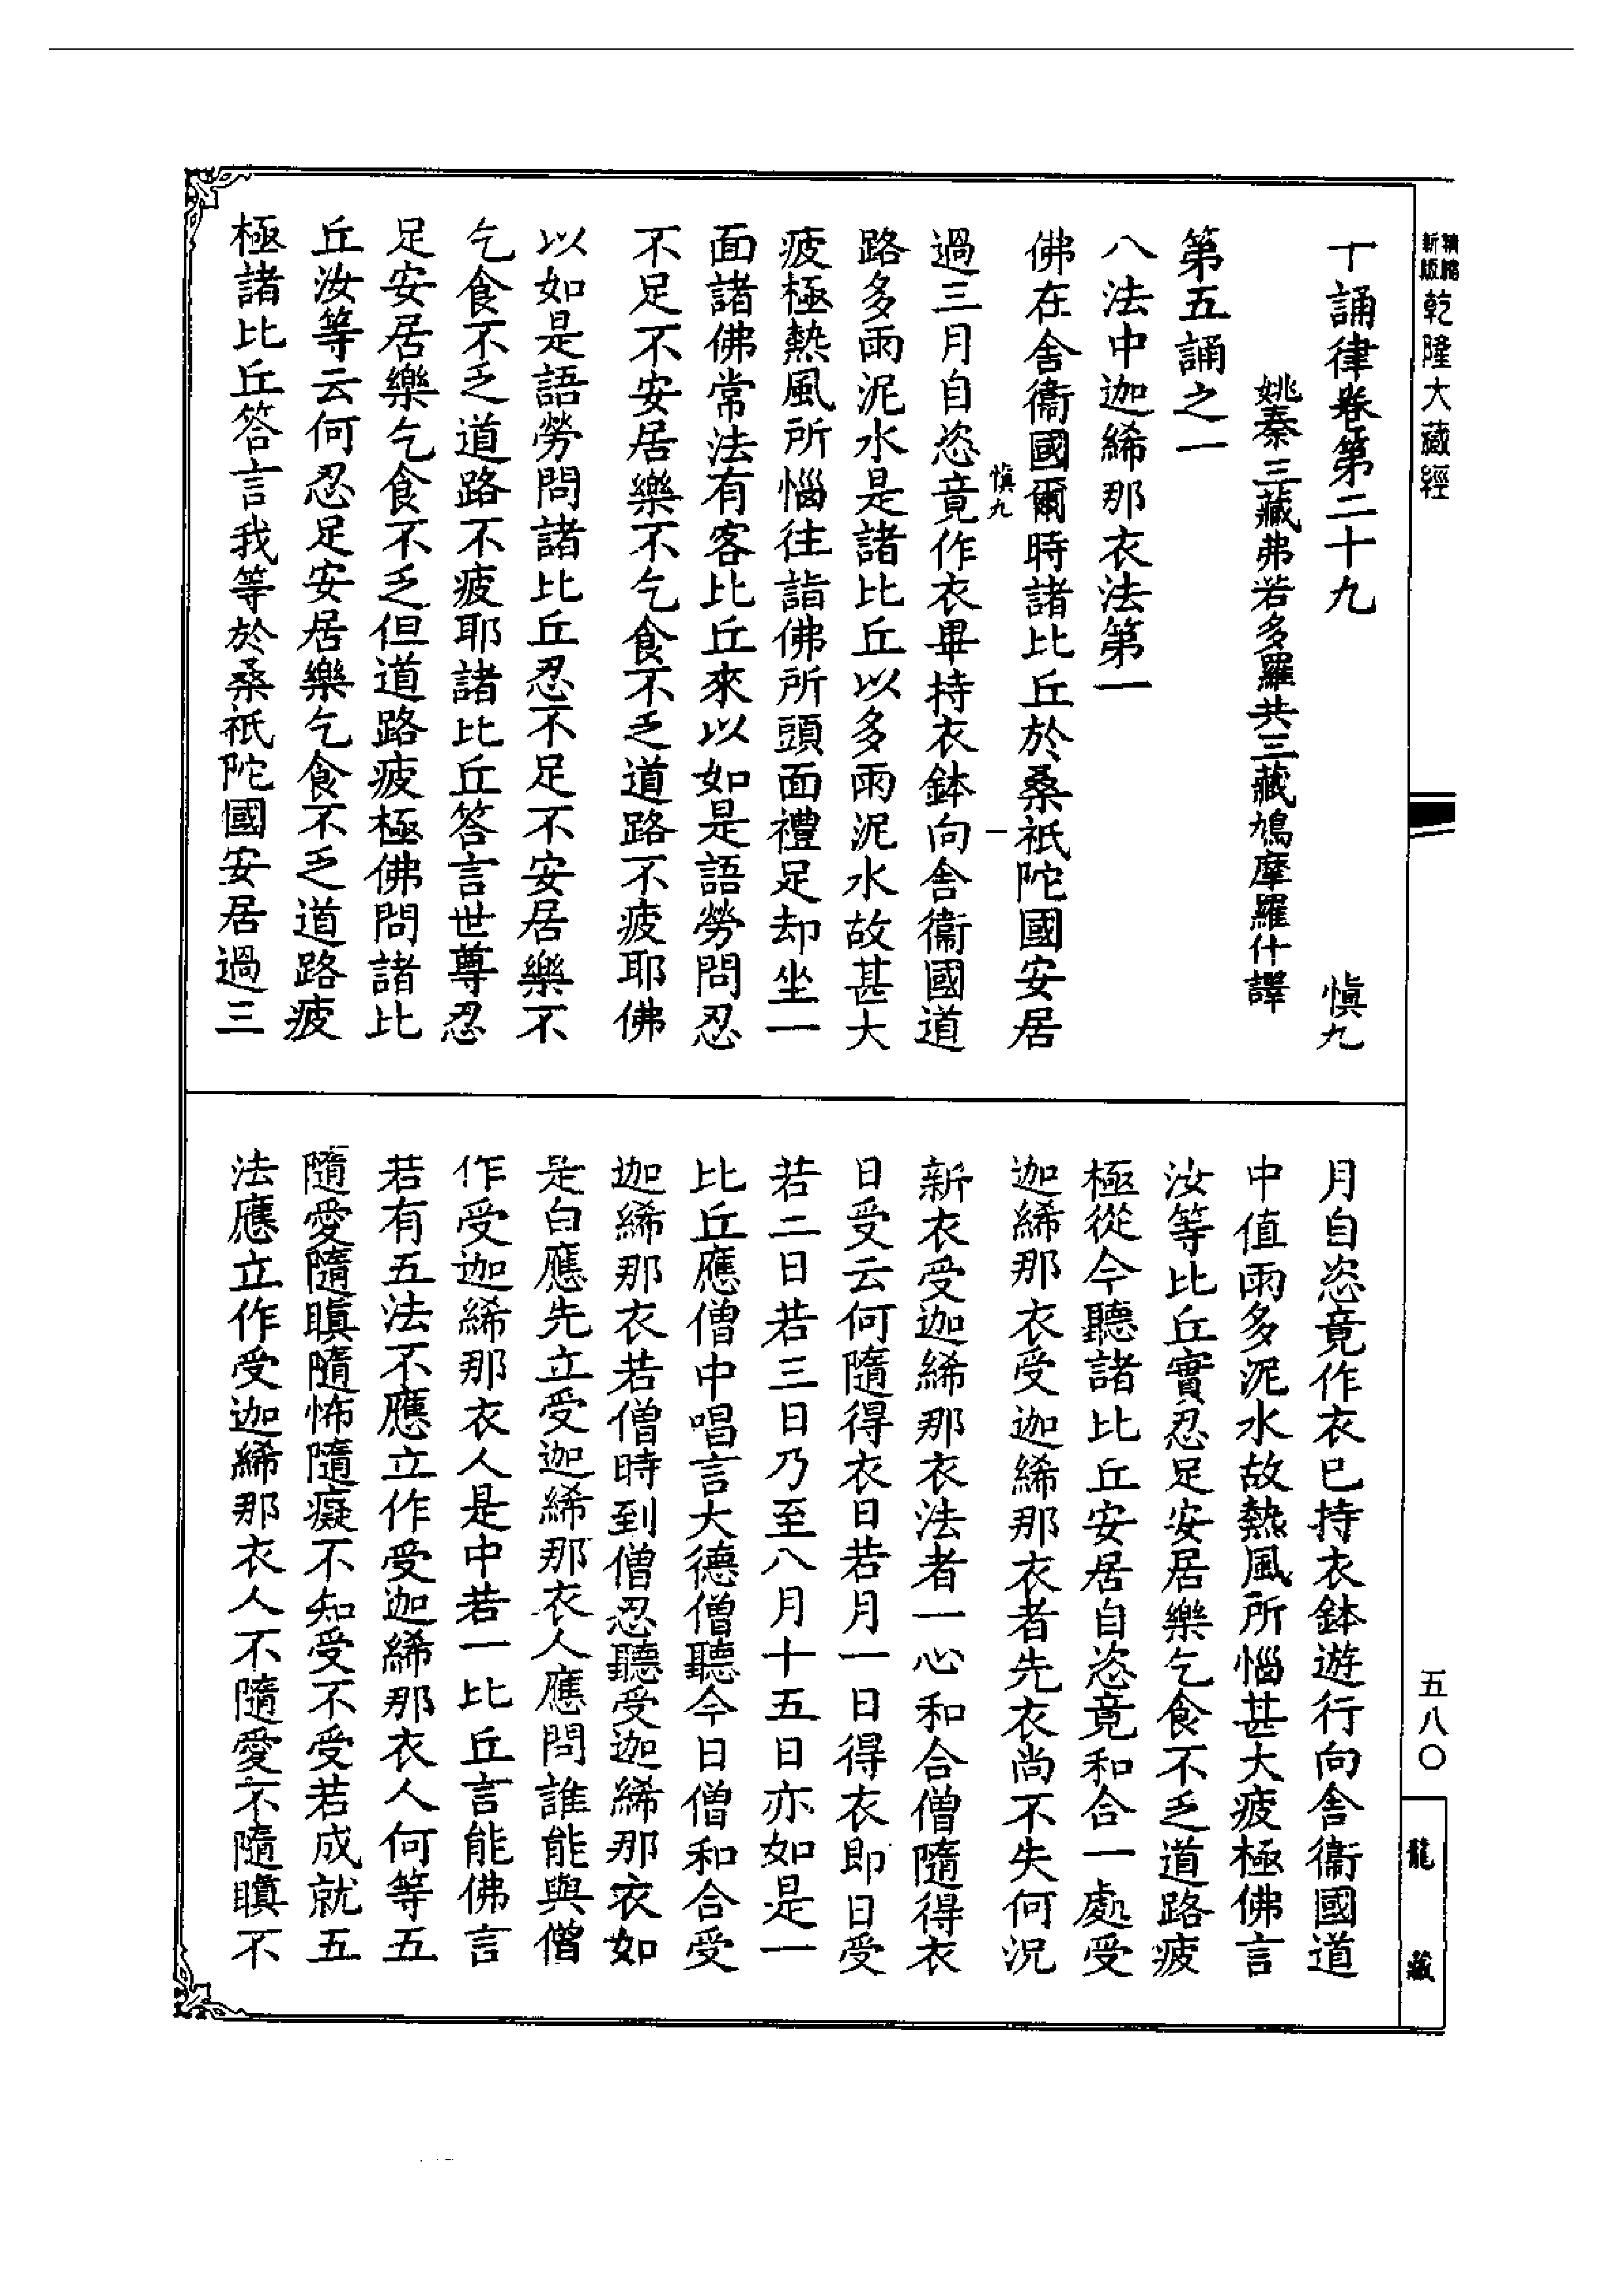 新版精縮乾隆大藏經
十誦律卷第二十九 慎九
姚秦三藏弗若多羅共三藏鳩摩羅什譯
第五誦之一
八法中迦絺那衣法第一
佛在舍衞國爾時諸比丘於桑祇陀國安居
慎九 一
過三月自恣竟作衣畢持衣鉢向舍衞國道
路多雨泥水是諸比丘以多雨泥水故甚大
疲極熱風所惱往詣佛所頭面禮足却坐一
面諸佛常法有客比丘來以如是語勞問忍
不足不安居樂不乞食不乏道路不疲耶佛
以如是語勞問諸比丘忍不足不安居樂不
乞食不乏道路不疲耶諸比丘答言世尊忍
足安居樂乞食不乏但道路疲極佛問諸比
丘汝等云何忍足安居樂乞食不乏道路疲
極諸比丘答言我等於桑祇陀國安居過三
月自恣竟作衣已持衣鉢遊行向舍衞國道
中值雨多泥水故熱風所惱甚大疲極佛言
汝等比丘實忍足安居樂乞食不乏道路疲
極從今聽諸比丘安居自恣竟和合一處受
迦絺那衣受迦絺那衣者先衣尚不失何況
新衣受迦絺那衣法者一心和合僧隨得衣
日受云何隨得衣日若月一日得衣即日受
若二日若三日乃至八月十五日亦如是一
比丘應僧中唱言大德僧聽今日僧和合受
迦絺那衣若僧時到僧忍聽受迦絺那衣如
是白應先立受迦絺那衣人應問誰能與僧
作受迦絺那衣人是中若一比丘言能佛言
若有五法不應立作受迦絺那衣人何等五
隨愛隨瞋隨怖隨癡不知受不受若成就五
法應立作受迦絺那衣人不隨愛不隨瞋不
五八〇
龍藏